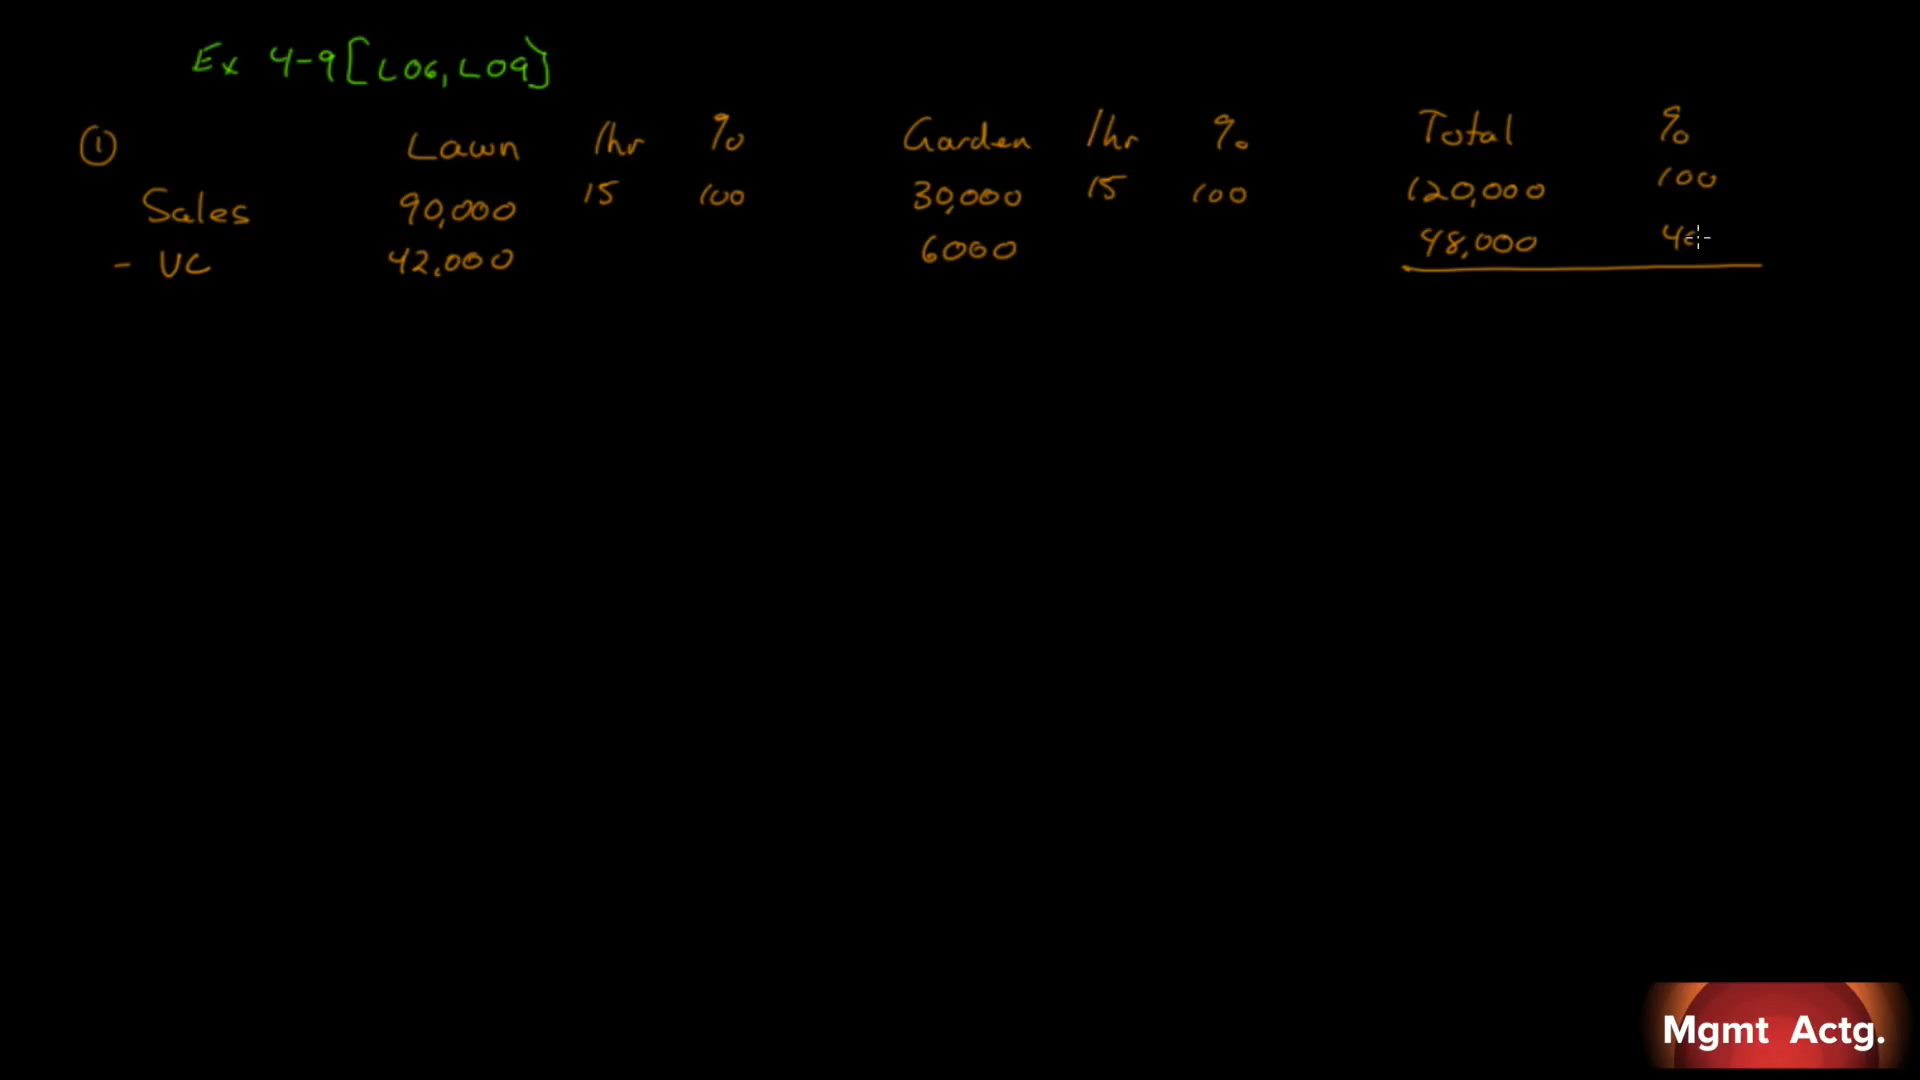 Ex 4-9 [LO6, LO9]
① Lawn /hr % Garden /hr % Total %
Sales 90,000 15 100 30,000 15 100 120,000 100
- VC 42,000 6000 48,000 40
Mgmt Actg.